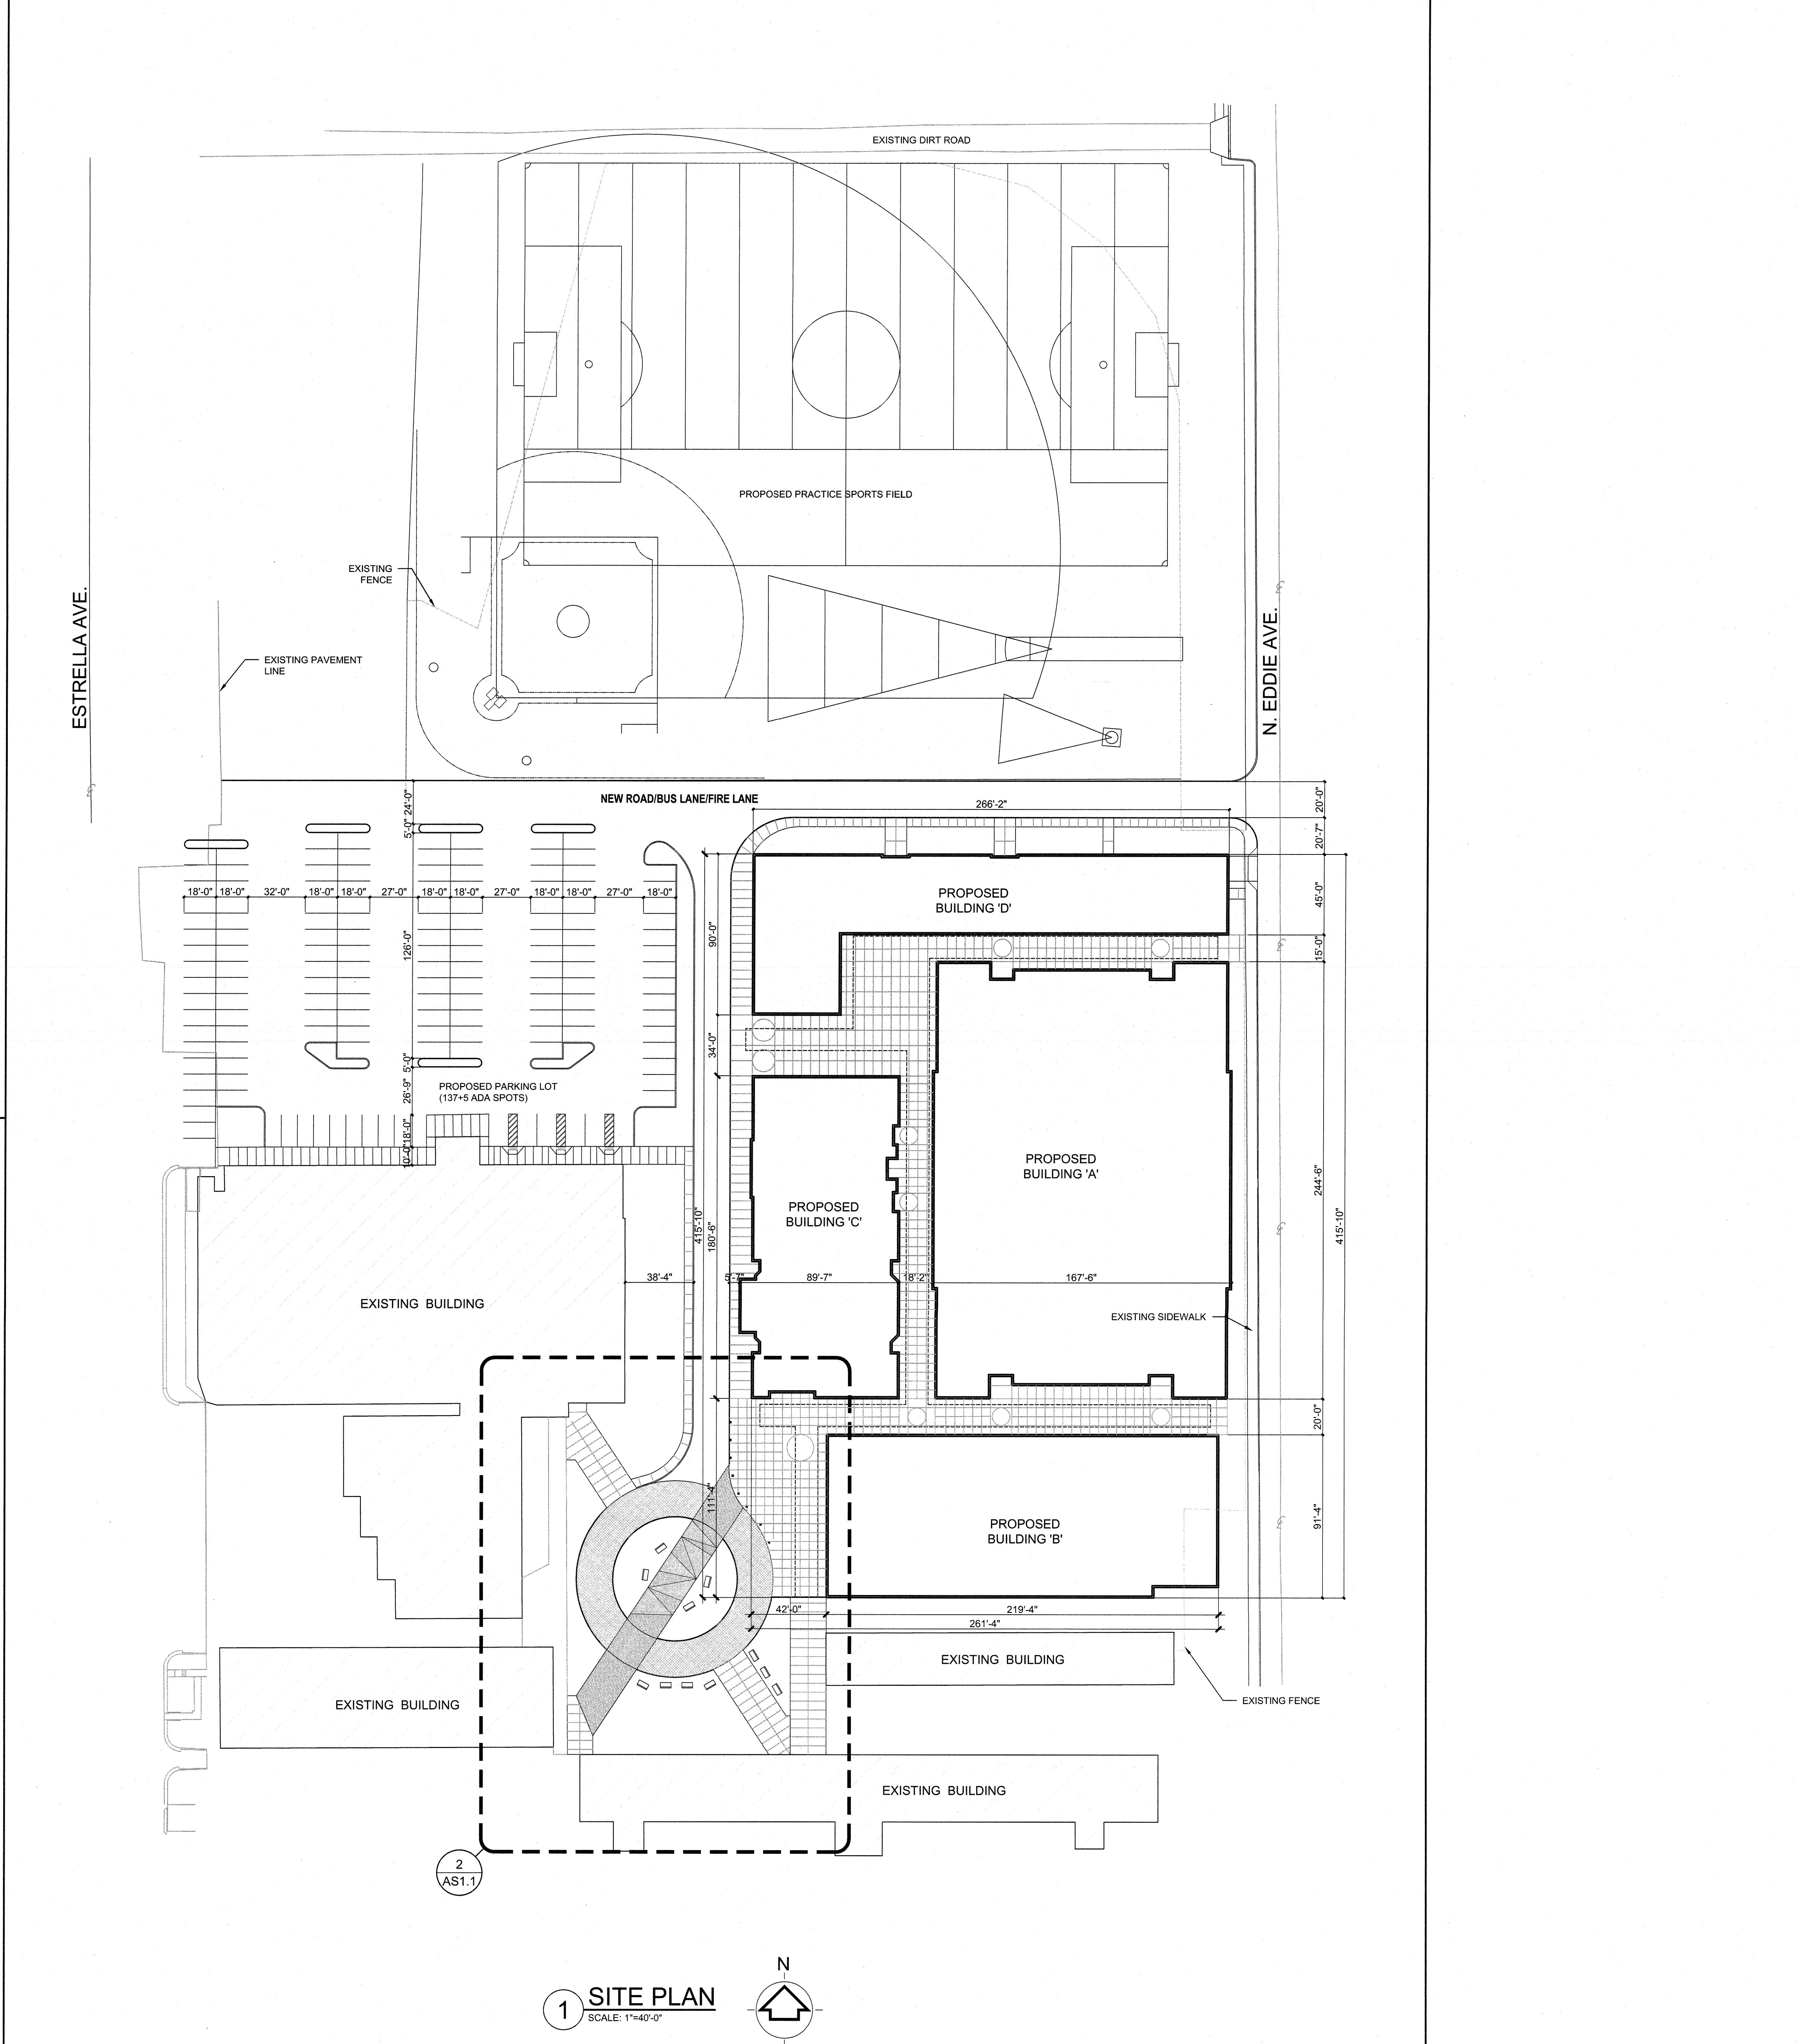 EXISTING DIRT ROAD
PROPOSED PRACTICE SPORTS FIELD
EXISTING
FENCE
ESTRELLA AVE.
EXISTING PAVEMENT
LINE
N. EDDIE AVE.
NEW ROAD/BUS LANE/FIRE LANE
24'-0"
5'-0"
266'-2"
20'-0"
20'-7"
18'-0" 18'-0" 32'-0" 18'-0" 18'-0" 27'-0" 18'-0" 18'-0" 27'-0" 18'-0" 18'-0" 27'-0" 18'-0"
PROPOSED
BUILDING 'D'
45'-0"
126'-0"
90'-0"
15'-0"
34'-0"
5'-0"
26'-9"
PROPOSED PARKING LOT
(137+5 ADA SPOTS)
18'-0"
10'-0"
PROPOSED
BUILDING 'A'
244'-6"
PROPOSED
BUILDING 'C'
415'-10"
180'-6"
415'-10"
38'-4"
5'-7"
89'-7"
18'-2"
167'-6"
EXISTING BUILDING
EXISTING SIDEWALK
20'-0"
111'-4"
PROPOSED
BUILDING 'B'
91'-4"
42'-0"
219'-4"
261'-4"
EXISTING BUILDING
EXISTING BUILDING
EXISTING FENCE
EXISTING BUILDING
2
AS1.1
N
1
SITE PLAN
SCALE: 1"=40'-0"